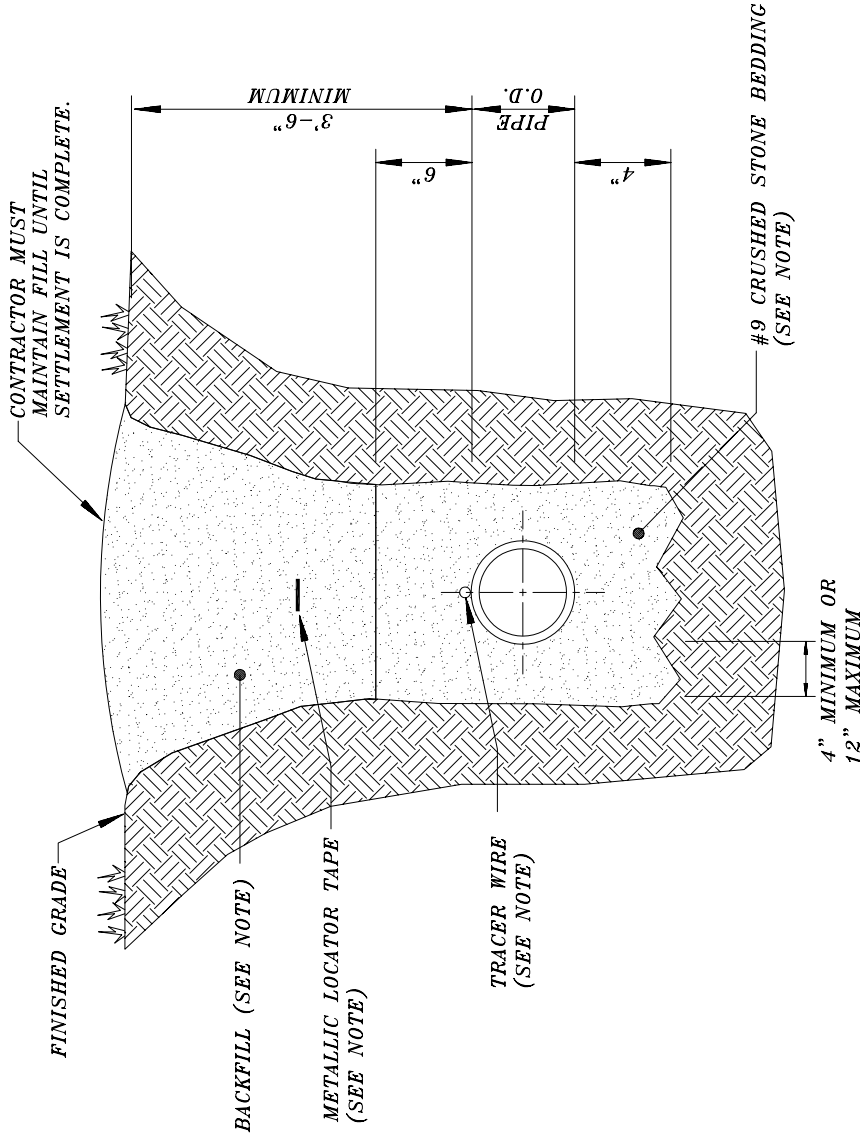 CONTRACTOR MUST
MAINTAIN FILL UNTIL
SETTLEMENT IS COMPLETE.
FINISHED GRADE
BACKFILL (SEE NOTE)
METALLIC LOCATOR TAPE
(SEE NOTE)
TRACER WIRE
(SEE NOTE)
3'-6"
MINIMUM
6"
PIPE
O.D.
4"
#9 CRUSHED STONE BEDDING
(SEE NOTE)
4" MINIMUM OR
12" MAXIMUM